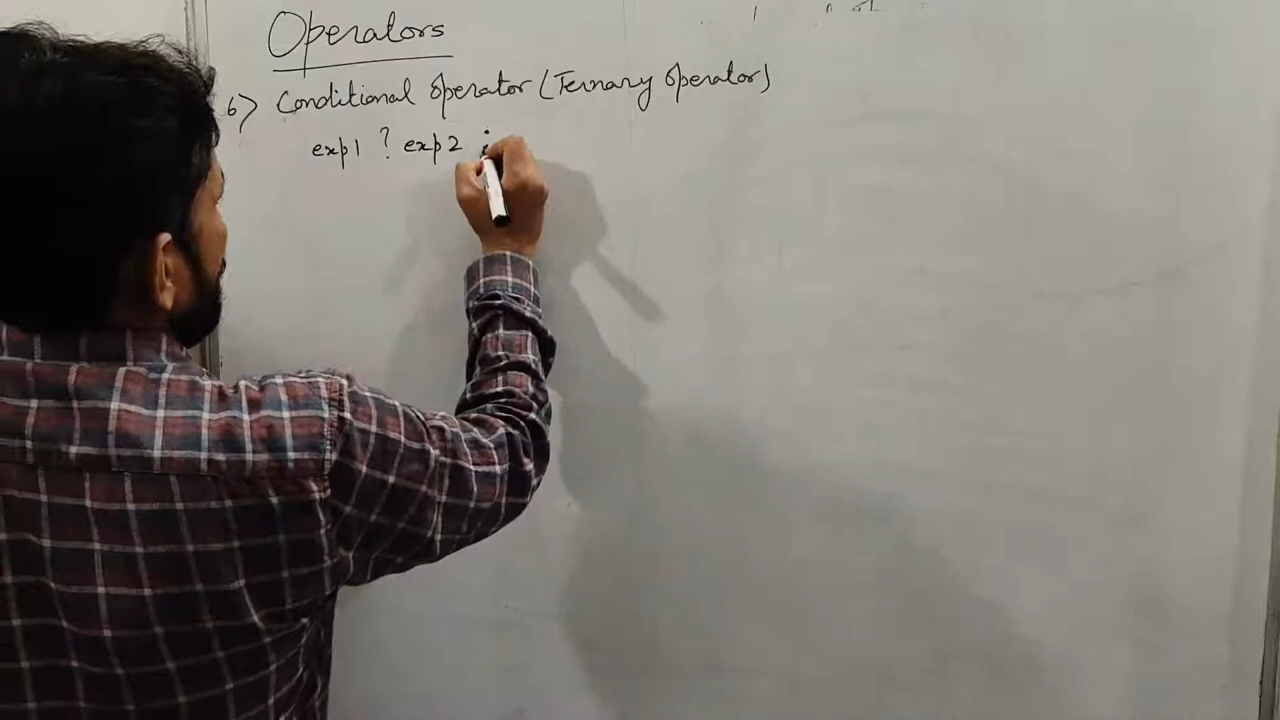 Operators
6) Conditional operator (Ternary operator)
exp1 ? exp2 :